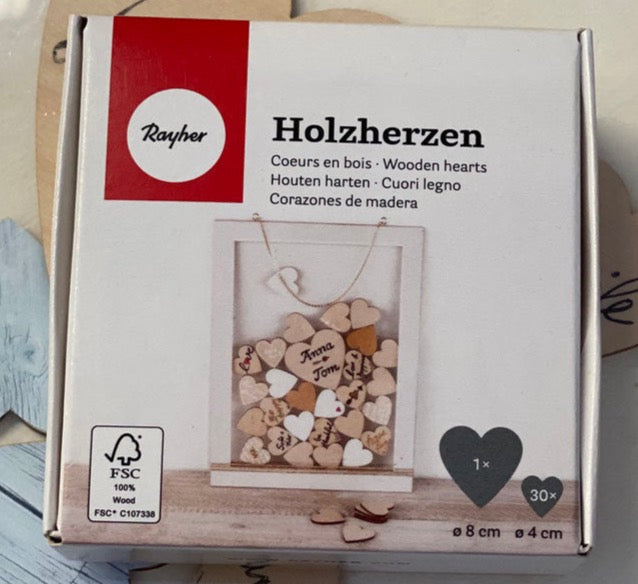 Rayher
Holzherzen
Coeurs en bois · Wooden hearts
Houten harten · Cuori legno
Corazones de madera
Love
Anna
Tom
FSC
100%
Wood
FSC® C107338
1×
30×
ø 8 cm ø 4 cm